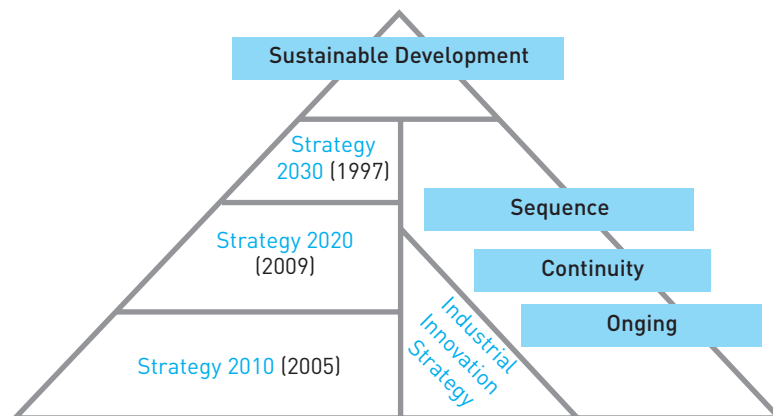 Sustainable Development
Strategy
2030 (1997)
Strategy 2020
(2009)
Strategy 2010 (2005)
Industrial
Innovation
Strategy
Sequence
Continuity
Onging